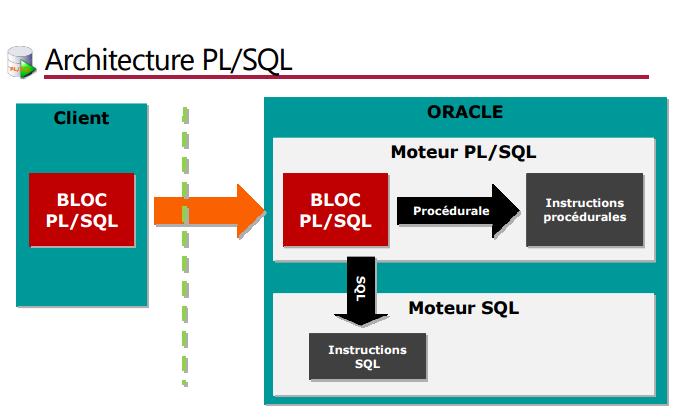 Architecture PL/SQL
Client
ORACLE
Moteur PL/SQL
BLOC
PL/SQL
BLOC
PL/SQL
Procédurale
Instructions
procédurales
SQL
Moteur SQL
Instructions
SQL